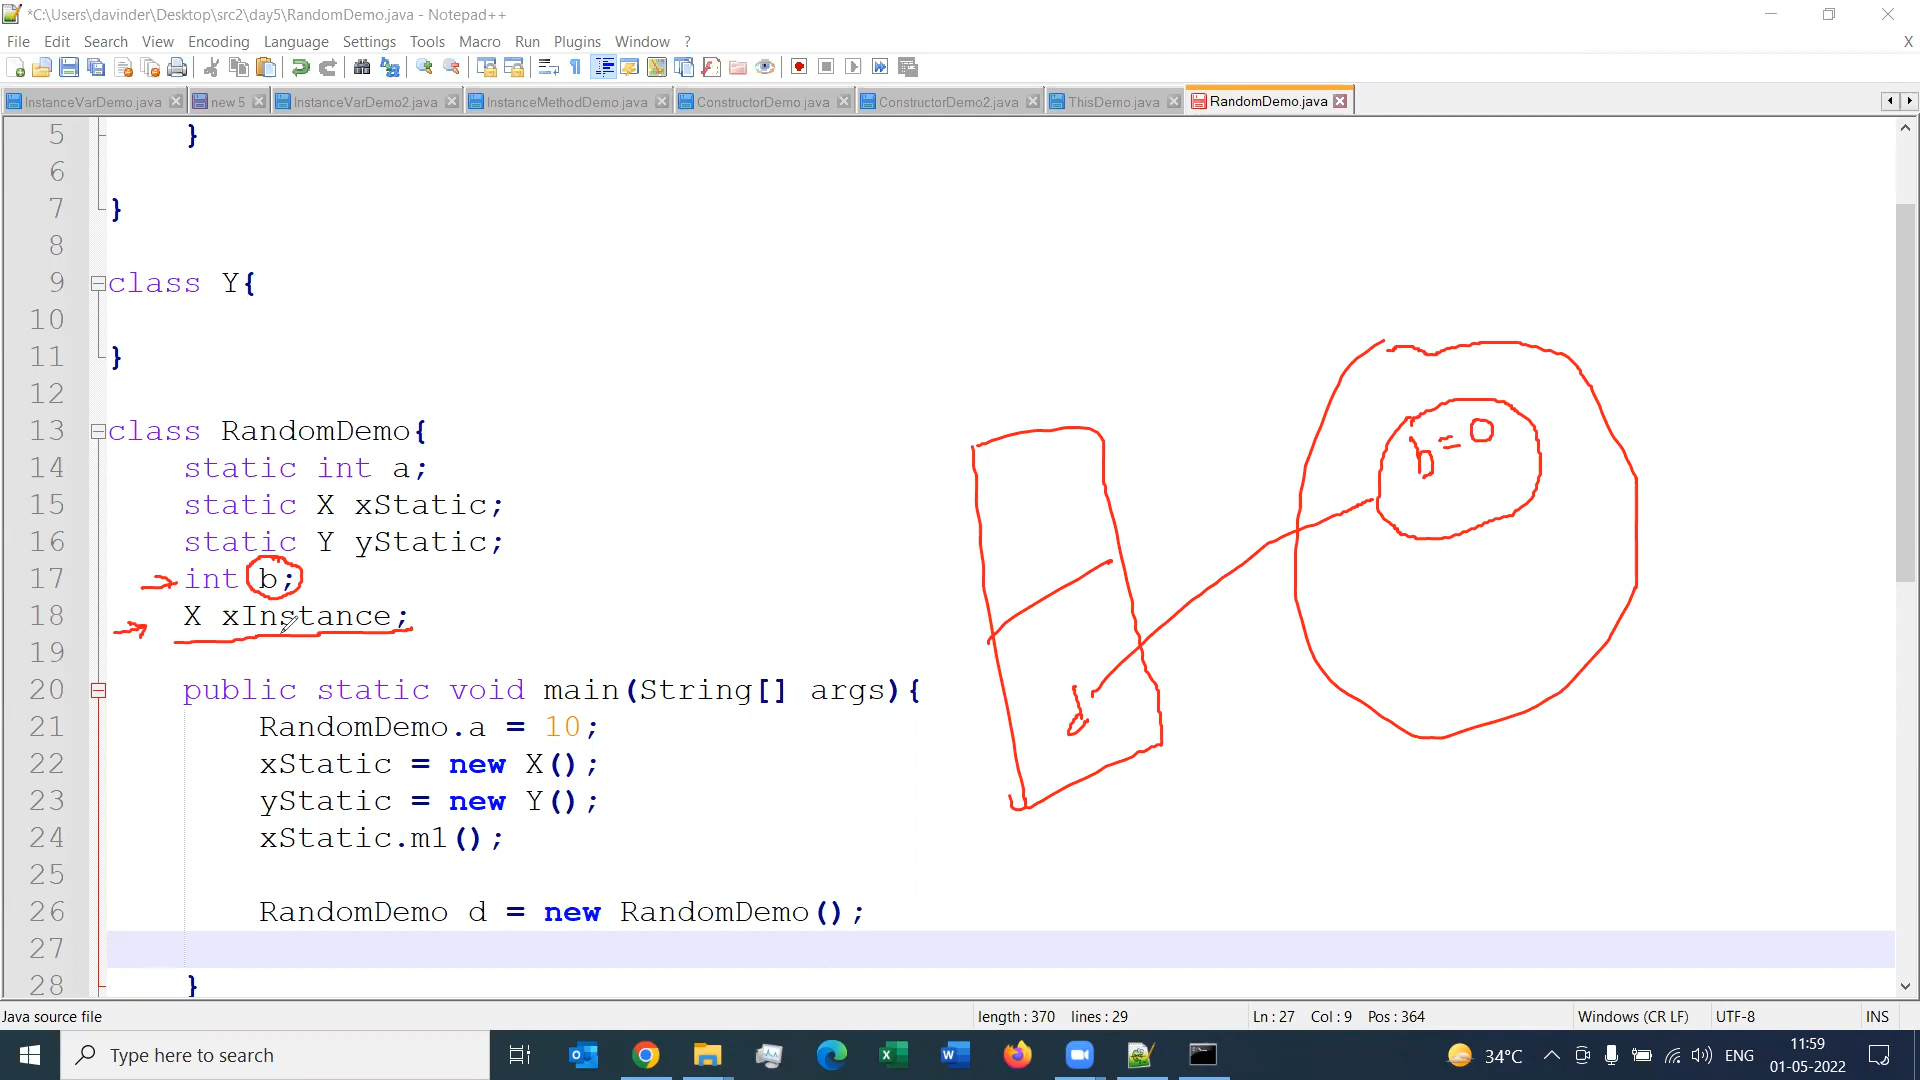 *C:\Users\davinder\Desktop\src2\day5\RandomDemo.java - Notepad++
File Edit Search View Encoding Language Settings Tools Macro Run Plugins Window ? X
InstanceVarDemo.java new 5 InstanceVarDemo2.java InstanceMethodDemo.java ConstructorDemo.java ConstructorDemo2.java ThisDemo.java RandomDemo.java
5 }
6
7 }
8
9 class Y{
10
11 }
12
13 class RandomDemo{
14 static int a;
15 static X xStatic;
16 static Y yStatic;
17 int b;
18 X xInstance;
19
20 public static void main(String[] args){
21 RandomDemo.a = 10;
22 xStatic = new X();
23 yStatic = new Y();
24 xStatic.m1();
25
26 RandomDemo d = new RandomDemo();
27
28 }
b = 0
d
Java source file length : 370 lines : 29 Ln : 27 Col : 9 Pos : 364 Windows (CR LF) UTF-8 INS
Type here to search 34°C ENG 11:59
01-05-2022